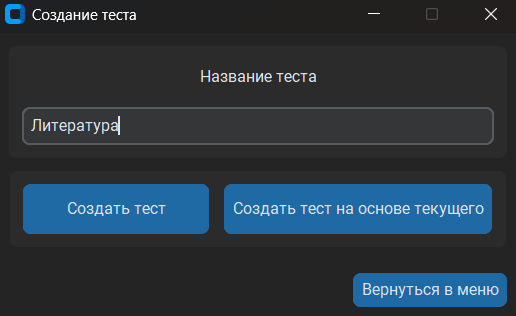 Создание теста
Название теста
Литература
Создать тест
Создать тест на основе текущего
Вернуться в меню